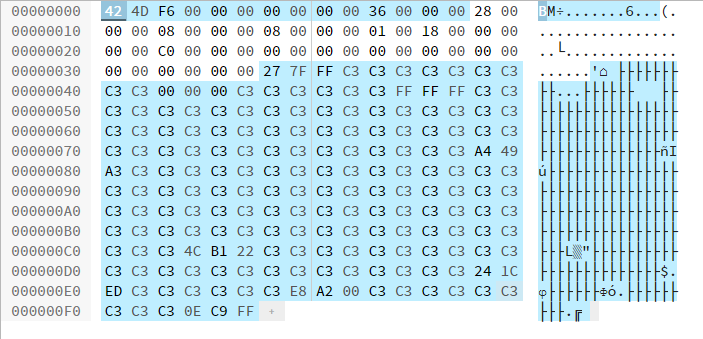 00000000 42 4D F6 00 00 00 00 00 00 00 36 00 00 00 28 00 BM÷.......6...(.
00000010 00 00 08 00 00 00 08 00 00 00 01 00 18 00 00 00 ................
00000020 00 00 C0 00 00 00 00 00 00 00 00 00 00 00 00 00 ..└.............
00000030 00 00 00 00 00 00 27 7F FF C3 C3 C3 C3 C3 C3 C3 ......'⌂ ├├├├├├├
00000040 C3 C3 00 00 00 C3 C3 C3 C3 C3 C3 FF FF FF C3 C3 ├├...├├├├├├   ├├
00000050 C3 C3 C3 C3 C3 C3 C3 C3 C3 C3 C3 C3 C3 C3 C3 C3 ├├├├├├├├├├├├├├├├
00000060 C3 C3 C3 C3 C3 C3 C3 C3 C3 C3 C3 C3 C3 C3 C3 C3 ├├├├├├├├├├├├├├├├
00000070 C3 C3 C3 C3 C3 C3 C3 C3 C3 C3 C3 C3 C3 C3 A4 49 ├├├├├├├├├├├├├├ñI
00000080 A3 C3 C3 C3 C3 C3 C3 C3 C3 C3 C3 C3 C3 C3 C3 C3 ú├├├├├├├├├├├├├├├
00000090 C3 C3 C3 C3 C3 C3 C3 C3 C3 C3 C3 C3 C3 C3 C3 C3 ├├├├├├├├├├├├├├├├
000000A0 C3 C3 C3 C3 C3 C3 C3 C3 C3 C3 C3 C3 C3 C3 C3 C3 ├├├├├├├├├├├├├├├├
000000B0 C3 C3 C3 C3 C3 C3 C3 C3 C3 C3 C3 C3 C3 C3 C3 C3 ├├├├├├├├├├├├├├├├
000000C0 C3 C3 C3 4C B1 22 C3 C3 C3 C3 C3 C3 C3 C3 C3 C3 ├├├L▒"├├├├├├├├├├
000000D0 C3 C3 C3 C3 C3 C3 C3 C3 C3 C3 C3 C3 C3 C3 24 1C ├├├├├├├├├├├├├├$.
000000E0 ED C3 C3 C3 C3 C3 C3 E8 A2 00 C3 C3 C3 C3 C3 C3 φ├├├├├├Φó.├├├├├├
000000F0 C3 C3 C3 0E C9 FF + ├├├.╔